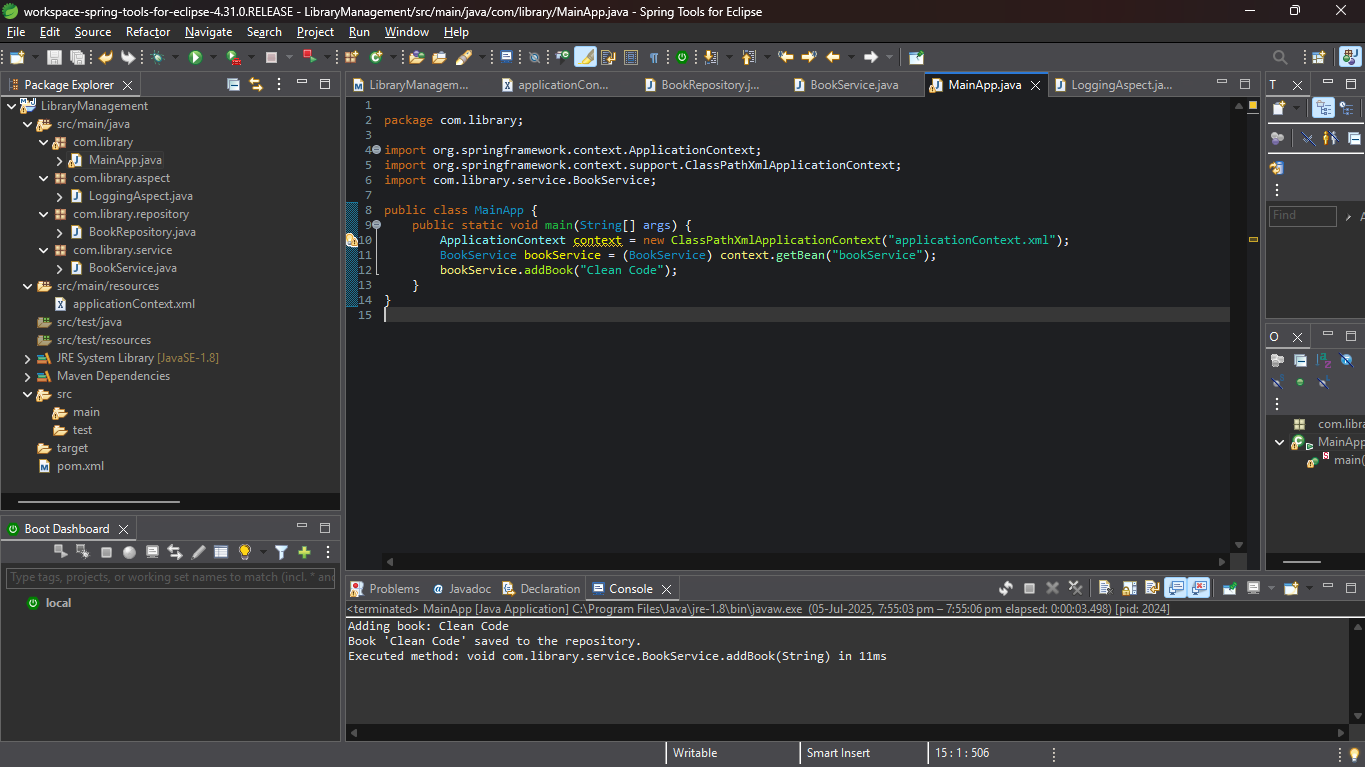 workspace-spring-tools-for-eclipse-4.31.0.RELEASE - LibraryManagement/src/main/java/com/library/MainApp.java - Spring Tools for Eclipse
File Edit Source Refactor Navigate Search Project Run Window Help
Package Explorer
LibraryManagement
src/main/java
com.library
MainApp.java
com.library.aspect
LoggingAspect.java
com.library.repository
BookRepository.java
com.library.service
BookService.java
src/main/resources
applicationContext.xml
src/test/java
src/test/resources
JRE System Library [JavaSE-1.8]
Maven Dependencies
src
main
test
target
pom.xml
Boot Dashboard
Type tags, projects, or working set names to match (incl. * an
local
LibraryManagem... applicationCon... BookRepository.j... BookService.java MainApp.java LoggingAspect.ja...
1
2 package com.library;
3
4 import org.springframework.context.ApplicationContext;
5 import org.springframework.context.support.ClassPathXmlApplicationContext;
6 import com.library.service.BookService;
7
8 public class MainApp {
9 public static void main(String[] args) {
10 ApplicationContext context = new ClassPathXmlApplicationContext("applicationContext.xml");
11 BookService bookService = (BookService) context.getBean("bookService");
12 bookService.addBook("Clean Code");
13 }
14 }
15
T
Find
O
com.libra
MainApp
main(
Problems Javadoc Declaration Console
<terminated> MainApp [Java Application] C:\Program Files\Java\jre-1.8\bin\javaw.exe (05-Jul-2025, 7:55:03 pm – 7:55:06 pm elapsed: 0:00:03.498) [pid: 2024]
Adding book: Clean Code
Book 'Clean Code' saved to the repository.
Executed method: void com.library.service.BookService.addBook(String) in 11ms
Writable Smart Insert 15 : 1 : 506